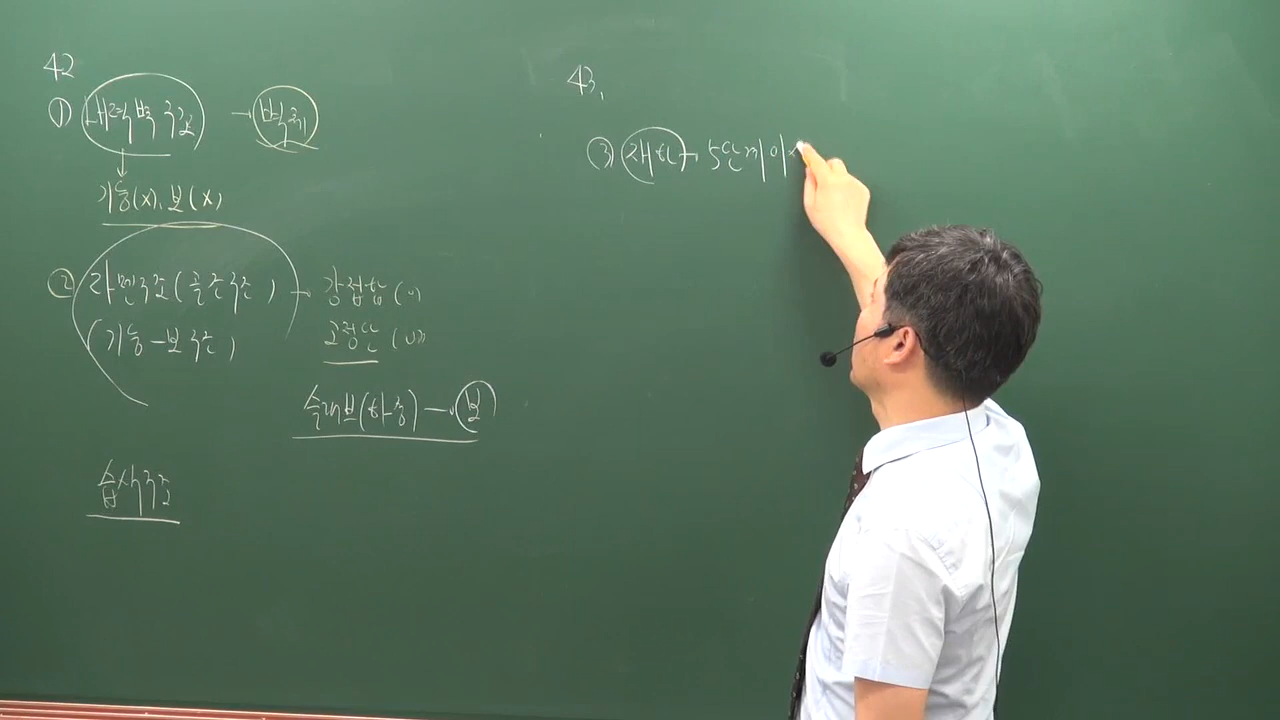 42
① 내력벽구조 → 벽식
기둥(x), 보(x)
② 라멘구조(골조구조)
(기둥-보구조)
→ 강접합(o)
고정단(o)
슬래브(하중) → 보
합성구조
43.
③ 재하 → 5단계 이